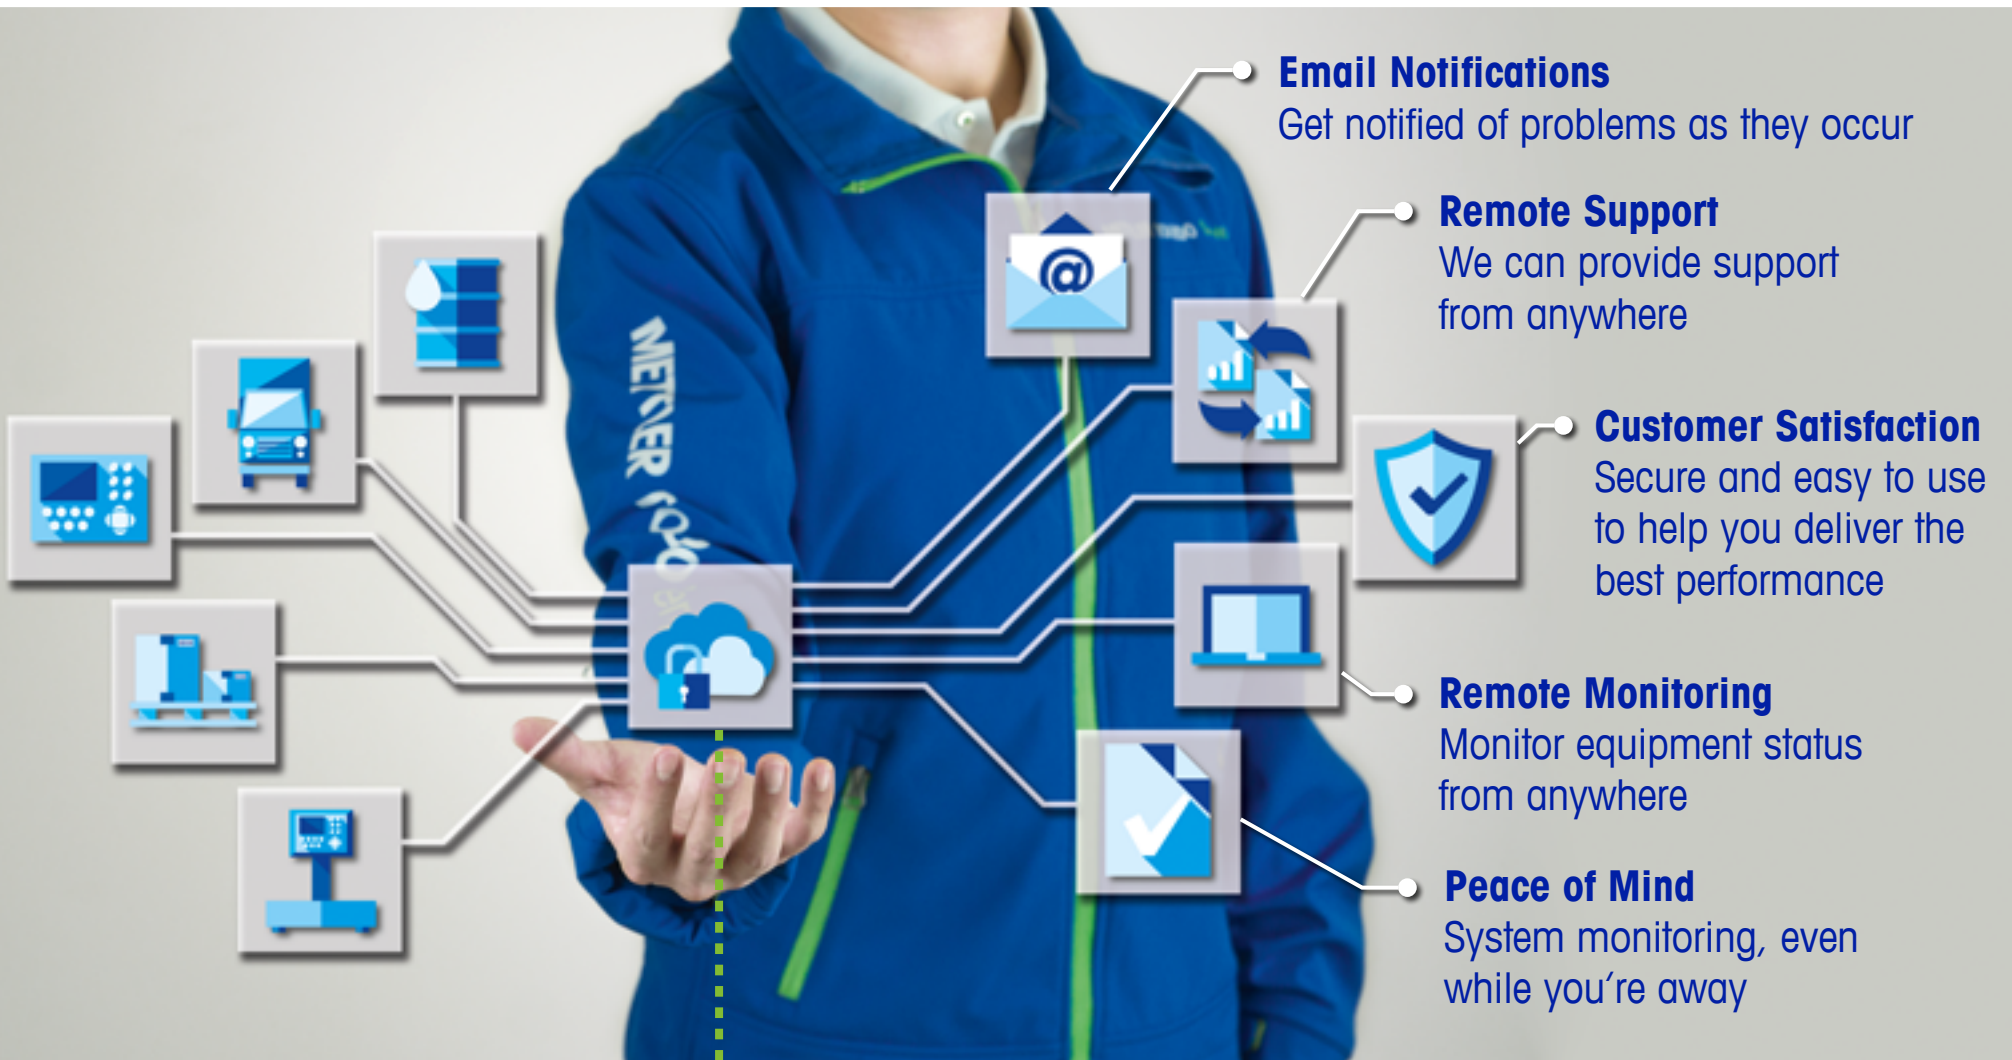 Email Notifications
Get notified of problems as they occur
Remote Support
We can provide support
from anywhere
@
METTLER TOLEDO
Customer Satisfaction
Secure and easy to use
to help you deliver the
best performance
Remote Monitoring
Monitor equipment status
from anywhere
Peace of Mind
System monitoring, even
while you’re away